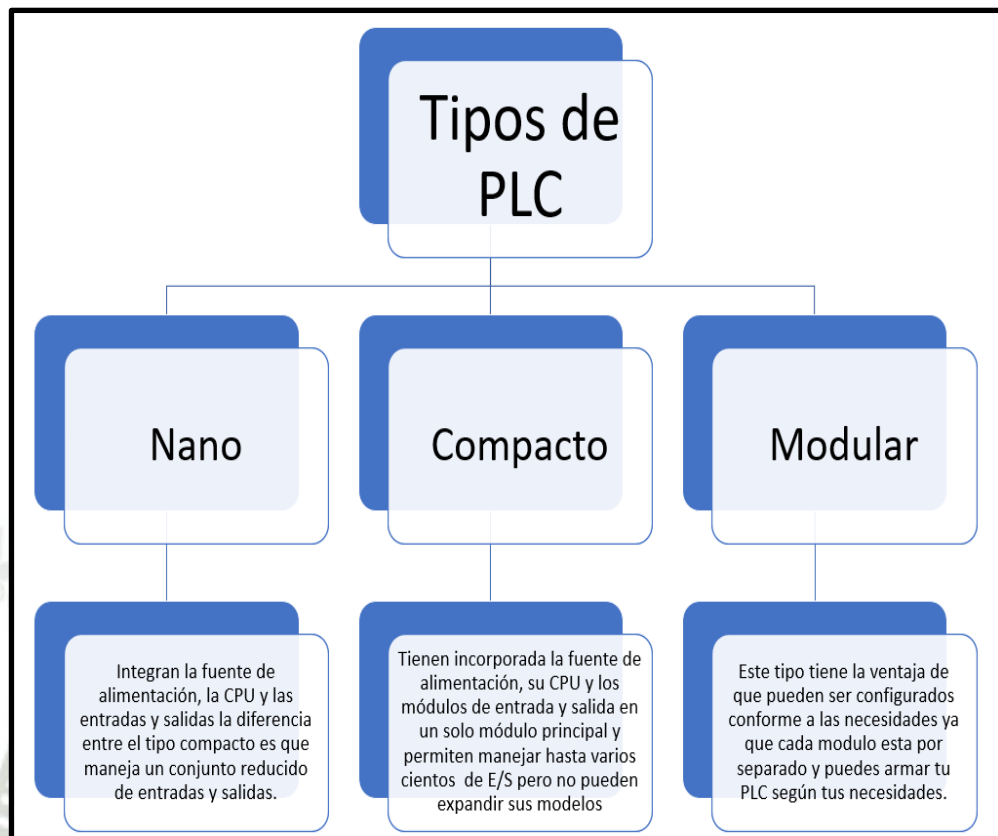 Tipos de
PLC
Nano
Compacto
Modular
Integran la fuente de
alimentación, la CPU y las
entradas y salidas la diferencia
entre el tipo compacto es que
maneja un conjunto reducido
de entradas y salidas.
Tienen incorporada la fuente de
alimentación, su CPU y los
módulos de entrada y salida en
un solo módulo principal y
permiten manejar hasta varios
cientos  de E/S pero no pueden
expandir sus modelos
Este tipo tiene la ventaja de
que pueden ser configurados
conforme a las necesidades ya
que cada modulo esta por
separado y puedes armar tu
PLC según tus necesidades.